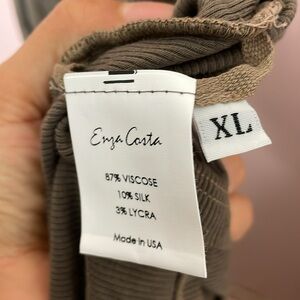 Enza Costa
87% VISCOSE
10% SILK
3% LYCRA
Made in USA
XL